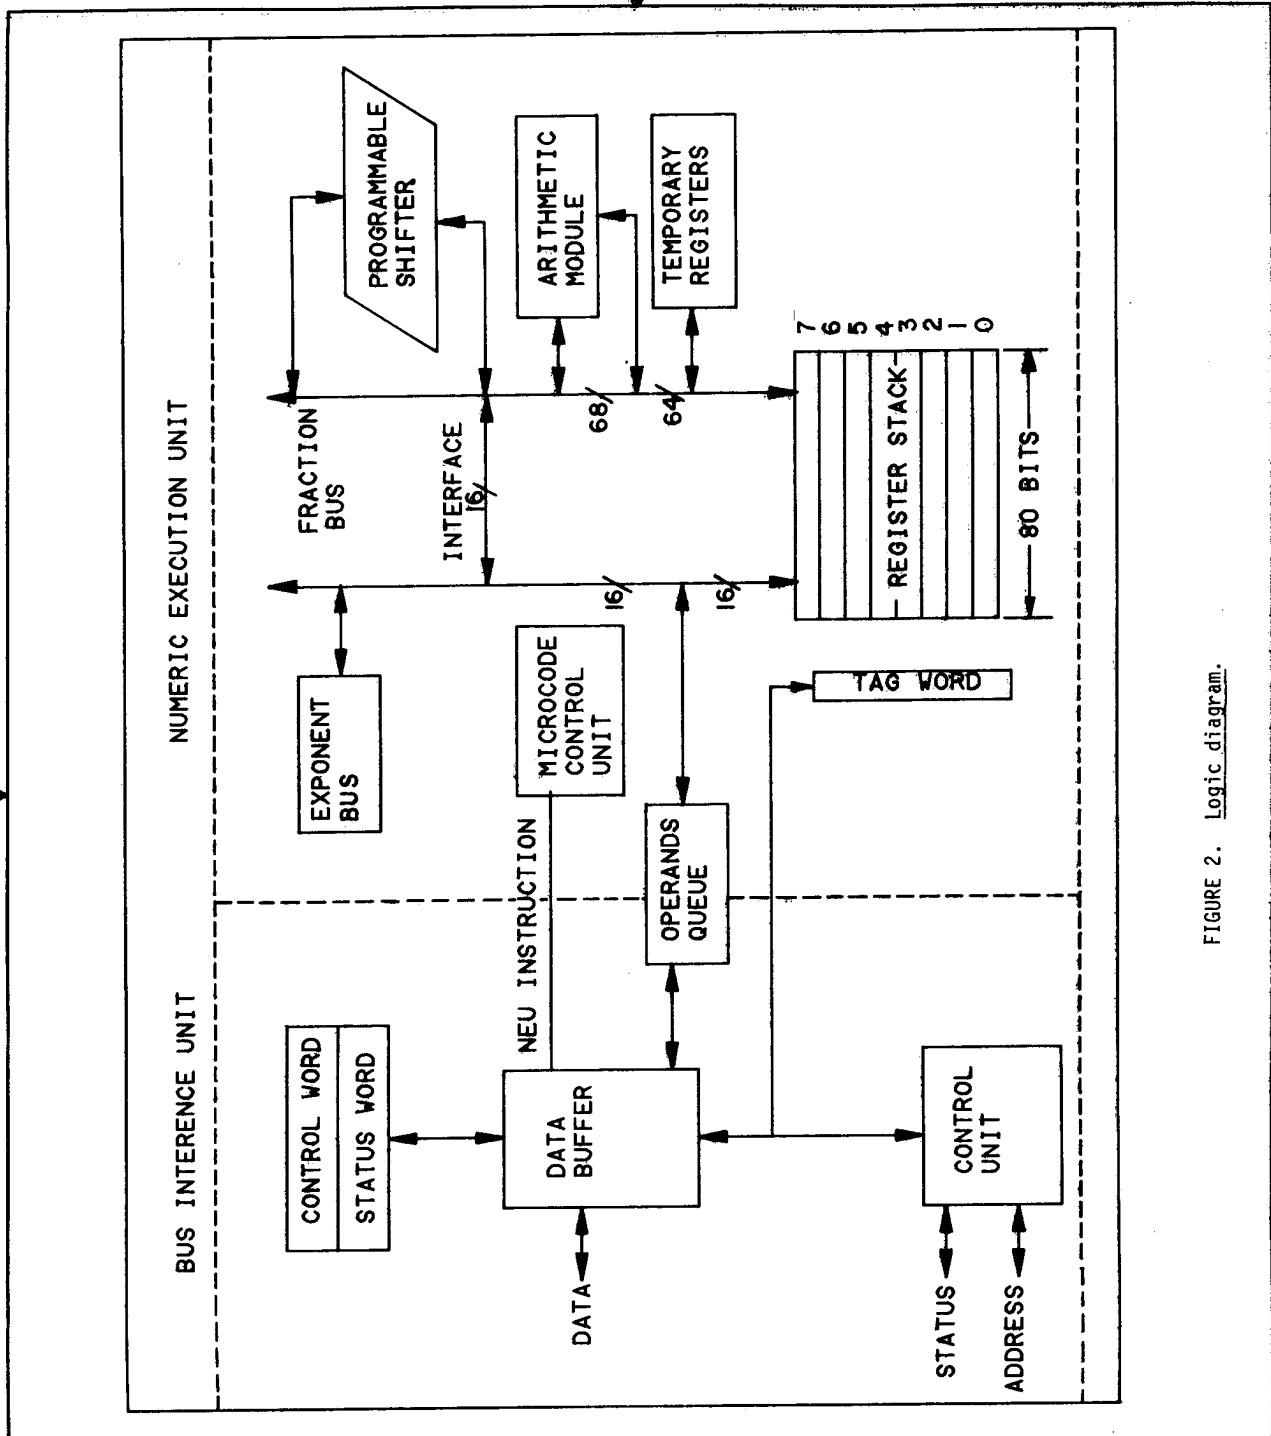 BUS INTERENCE UNIT
NUMERIC EXECUTION UNIT
CONTROL WORD
STATUS WORD
EXPONENT
BUS
FRACTION
BUS
PROGRAMMABLE
SHIFTER
INTERFACE
16
NEU INSTRUCTION
MICROCODE
CONTROL
UNIT
ARITHMETIC
MODULE
DATA
DATA
BUFFER
16
68
OPERANDS
QUEUE
16
64
TEMPORARY
REGISTERS
TAG WORD
REGISTER STACK
7
6
5
4
3
2
1
0
80 BITS
STATUS
ADDRESS
CONTROL
UNIT
FIGURE 2. Logic diagram.